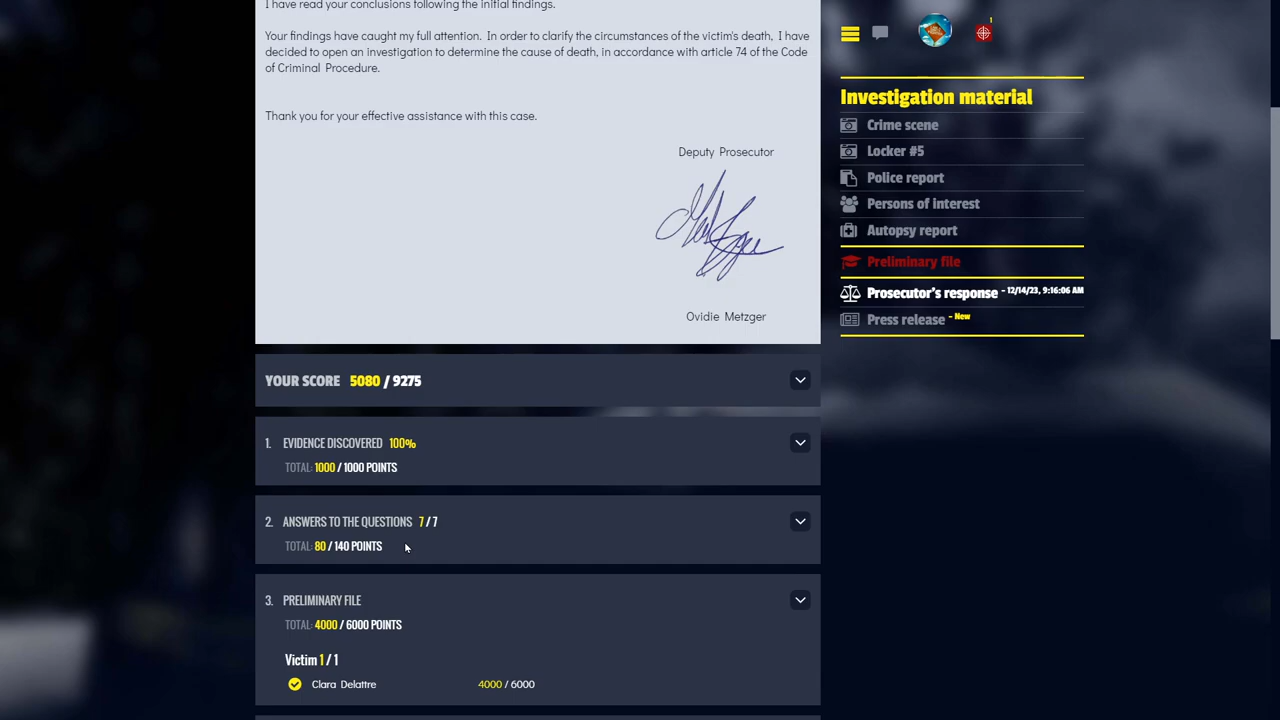 I have read your conclusions following the initial findings.
Your findings have caught my full attention. In order to clarify the circumstances of the victim's death, I have
decided to open an investigation to determine the cause of death, in accordance with article 74 of the Code
of Criminal Procedure.
Thank you for your effective assistance with this case.
Deputy Prosecutor
Ovidie Metzger
YOUR SCORE 5080 / 9275
1. EVIDENCE DISCOVERED 100%
TOTAL: 1000 / 1000 POINTS
2. ANSWERS TO THE QUESTIONS 7 / 7
TOTAL: 80 / 140 POINTS
3. PRELIMINARY FILE
TOTAL: 4000 / 6000 POINTS
Victim 1 / 1
Clara Delattre 4000 / 6000
!
Investigation material
Crime scene
Locker #5
Police report
Persons of interest
Autopsy report
Preliminary file
Prosecutor's response - 12/14/23, 9:16:06 AM
Press release - New